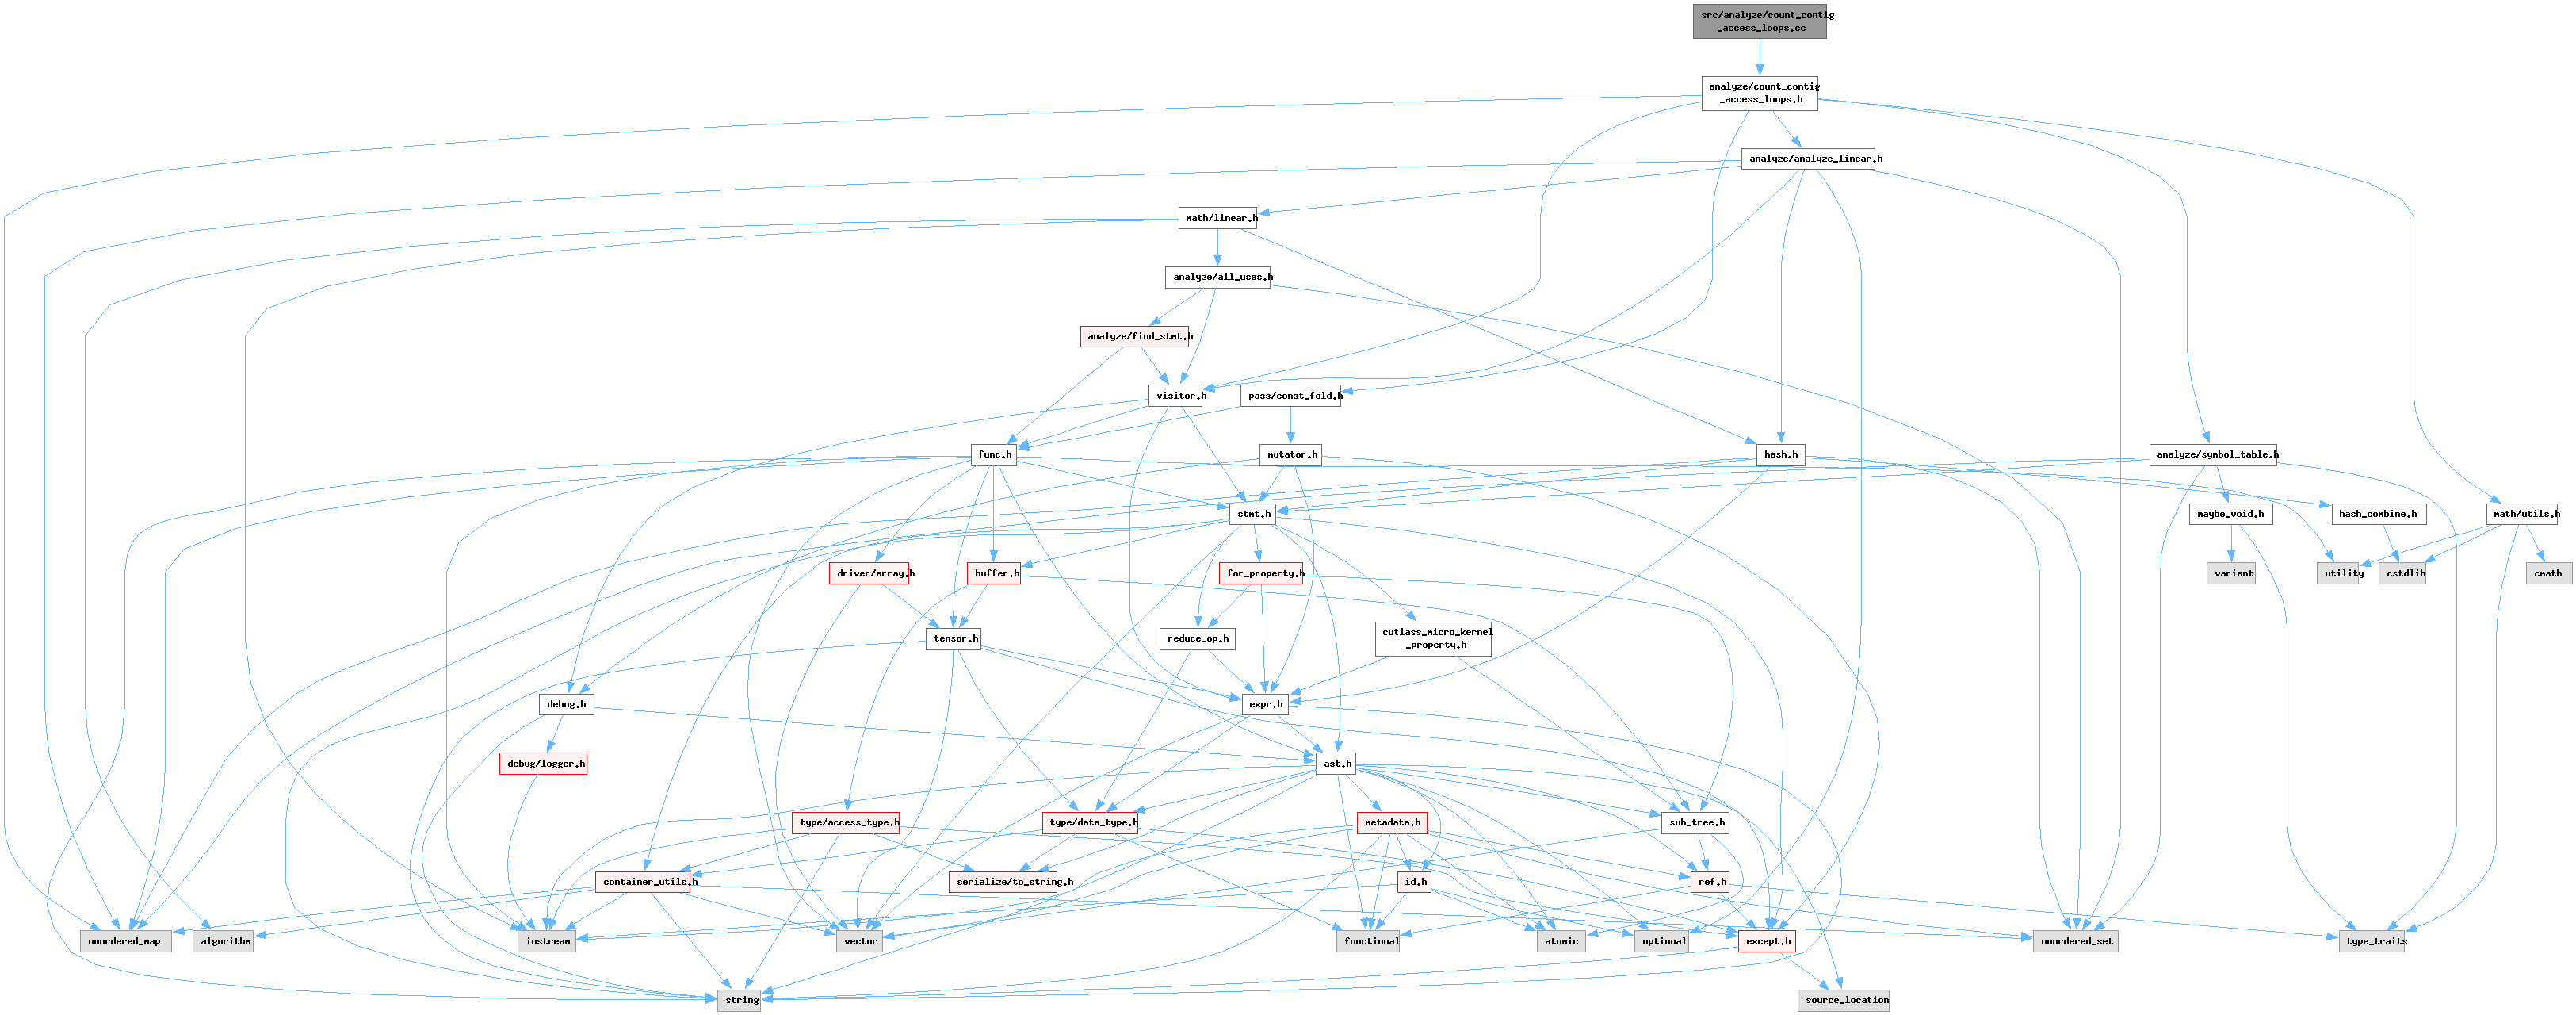 src/analyze/count_contig
_access_loops.cc
analyze/count_contig
_access_loops.h
analyze/analyze_linear.h
math/linear.h
analyze/all_uses.h
analyze/find_stmt.h
visitor.h
pass/const_fold.h
func.h
mutator.h
hash.h
analyze/symbol_table.h
stmt.h
maybe_void.h
hash_combine.h
math/utils.h
driver/array.h
buffer.h
for_property.h
variant
utility
cstdlib
cmath
tensor.h
reduce_op.h
cutlass_micro_kernel
_property.h
debug.h
expr.h
debug/logger.h
ast.h
type/access_type.h
type/data_type.h
metadata.h
sub_tree.h
container_utils.h
serialize/to_string.h
id.h
ref.h
unordered_map
algorithm
iostream
vector
functional
atomic
optional
except.h
unordered_set
type_traits
string
source_location